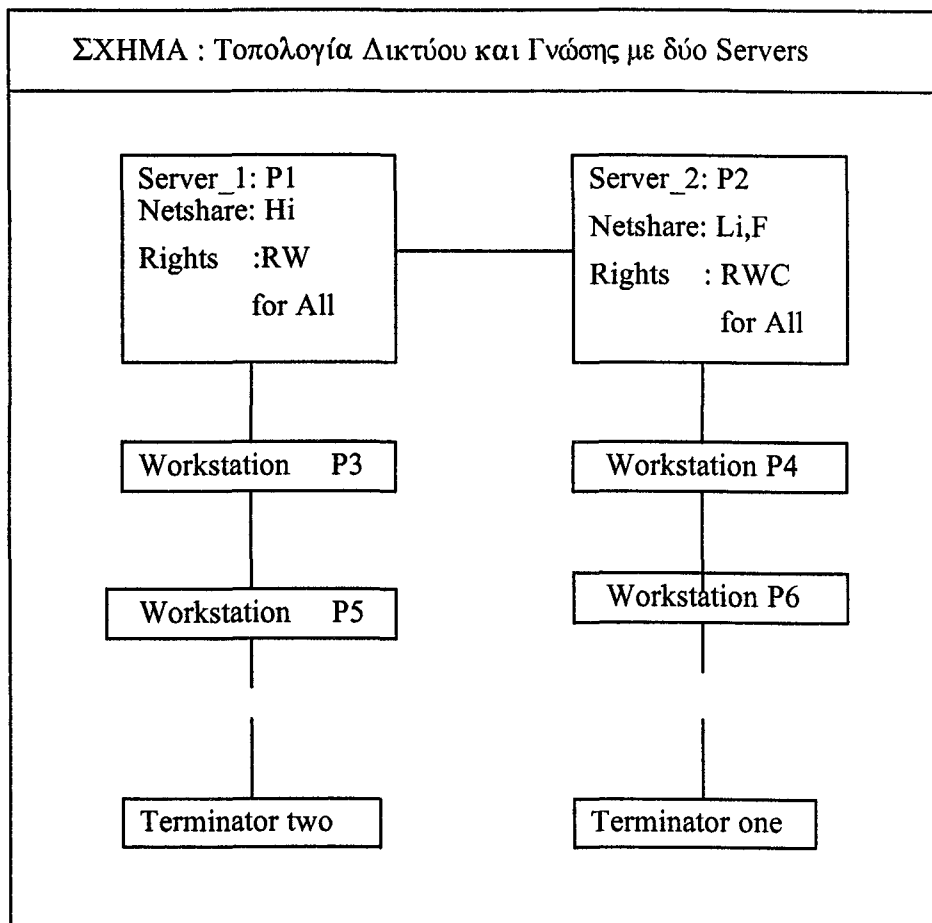 ΣΧΗΜΑ : Τοπολογία Δικτύου και Γνώσης με δύο Servers
Server_1: P1
Netshare: Hi
Rights :RW
for All
Server_2: P2
Netshare: Li,F
Rights : RWC
for All
Workstation P3
Workstation P4
Workstation P5
Workstation P6
Terminator two
Terminator one